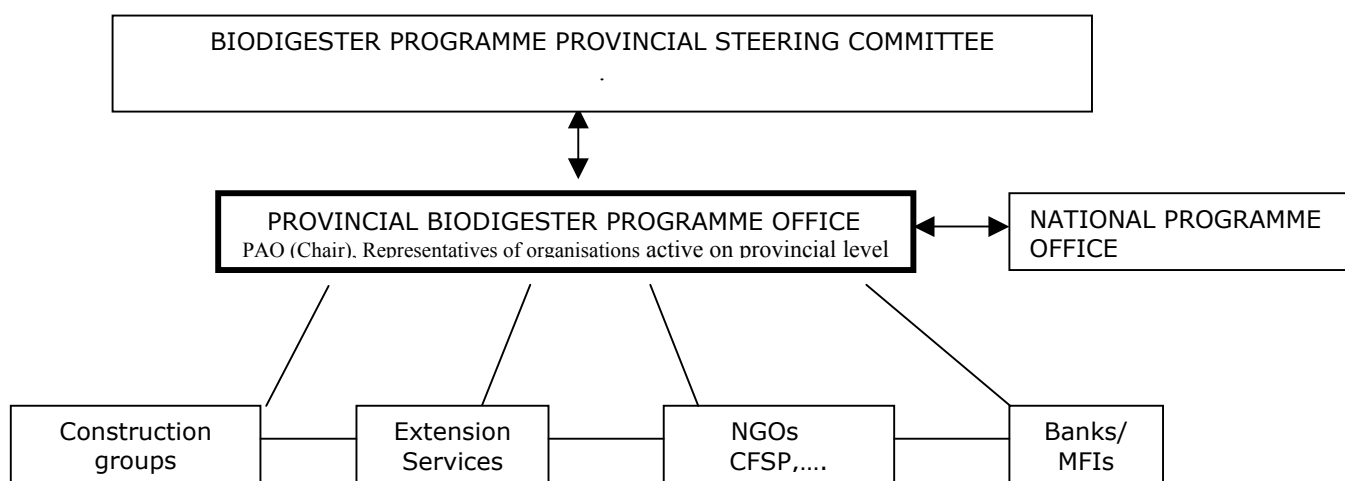 BIODIGESTER PROGRAMME PROVINCIAL STEERING COMMITTEE
.
PROVINCIAL BIODIGESTER PROGRAMME OFFICE
PAO (Chair), Representatives of organisations active on provincial level
NATIONAL PROGRAMME
OFFICE
Construction
groups
Extension
Services
NGOs
CFSP,....
Banks/
MFIs